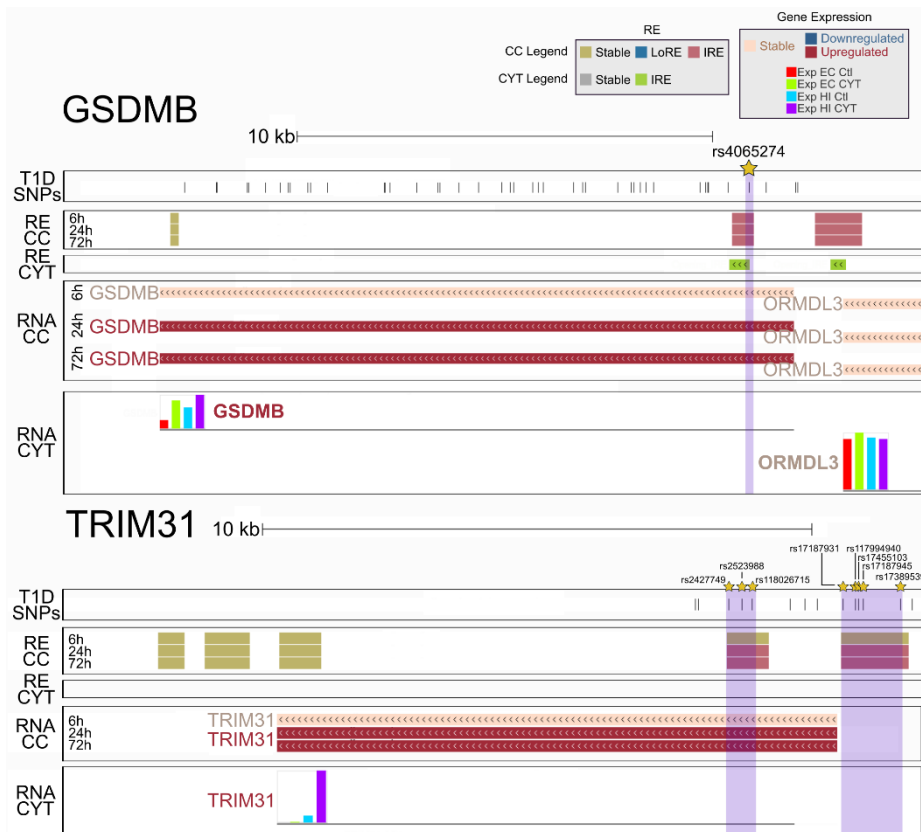 RE
CC Legend Stable LoRE IRE
CYT Legend Stable IRE
Gene Expression
Stable Downregulated
Upregulated
Exp EC Ctl
Exp EC CYT
Exp HI Ctl
Exp HI CYT
GSDMB
10 kb
rs4065274
T1D SNPs
RE CC 6h 24h 72h
RE CYT
RNA CC
6h GSDMB ORMDL3
24h GSDMB ORMDL3
72h GSDMB ORMDL3
RNA CYT
GSDMB
ORMDL3
TRIM31
10 kb
rs17187931 rs117994940
rs17455103
rs2523988 rs17187945
rs2427749 rs118026715 rs1738953
T1D SNPs
RE CC 6h 24h 72h
RE CYT
RNA CC
6h TRIM31
24h TRIM31
72h
RNA CYT
TRIM31